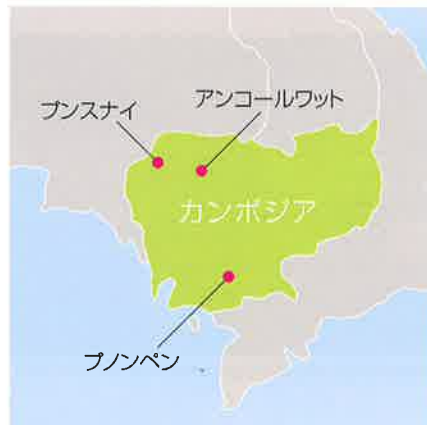 アンコールワット
プンスナイ
カンボジア
プノンペン